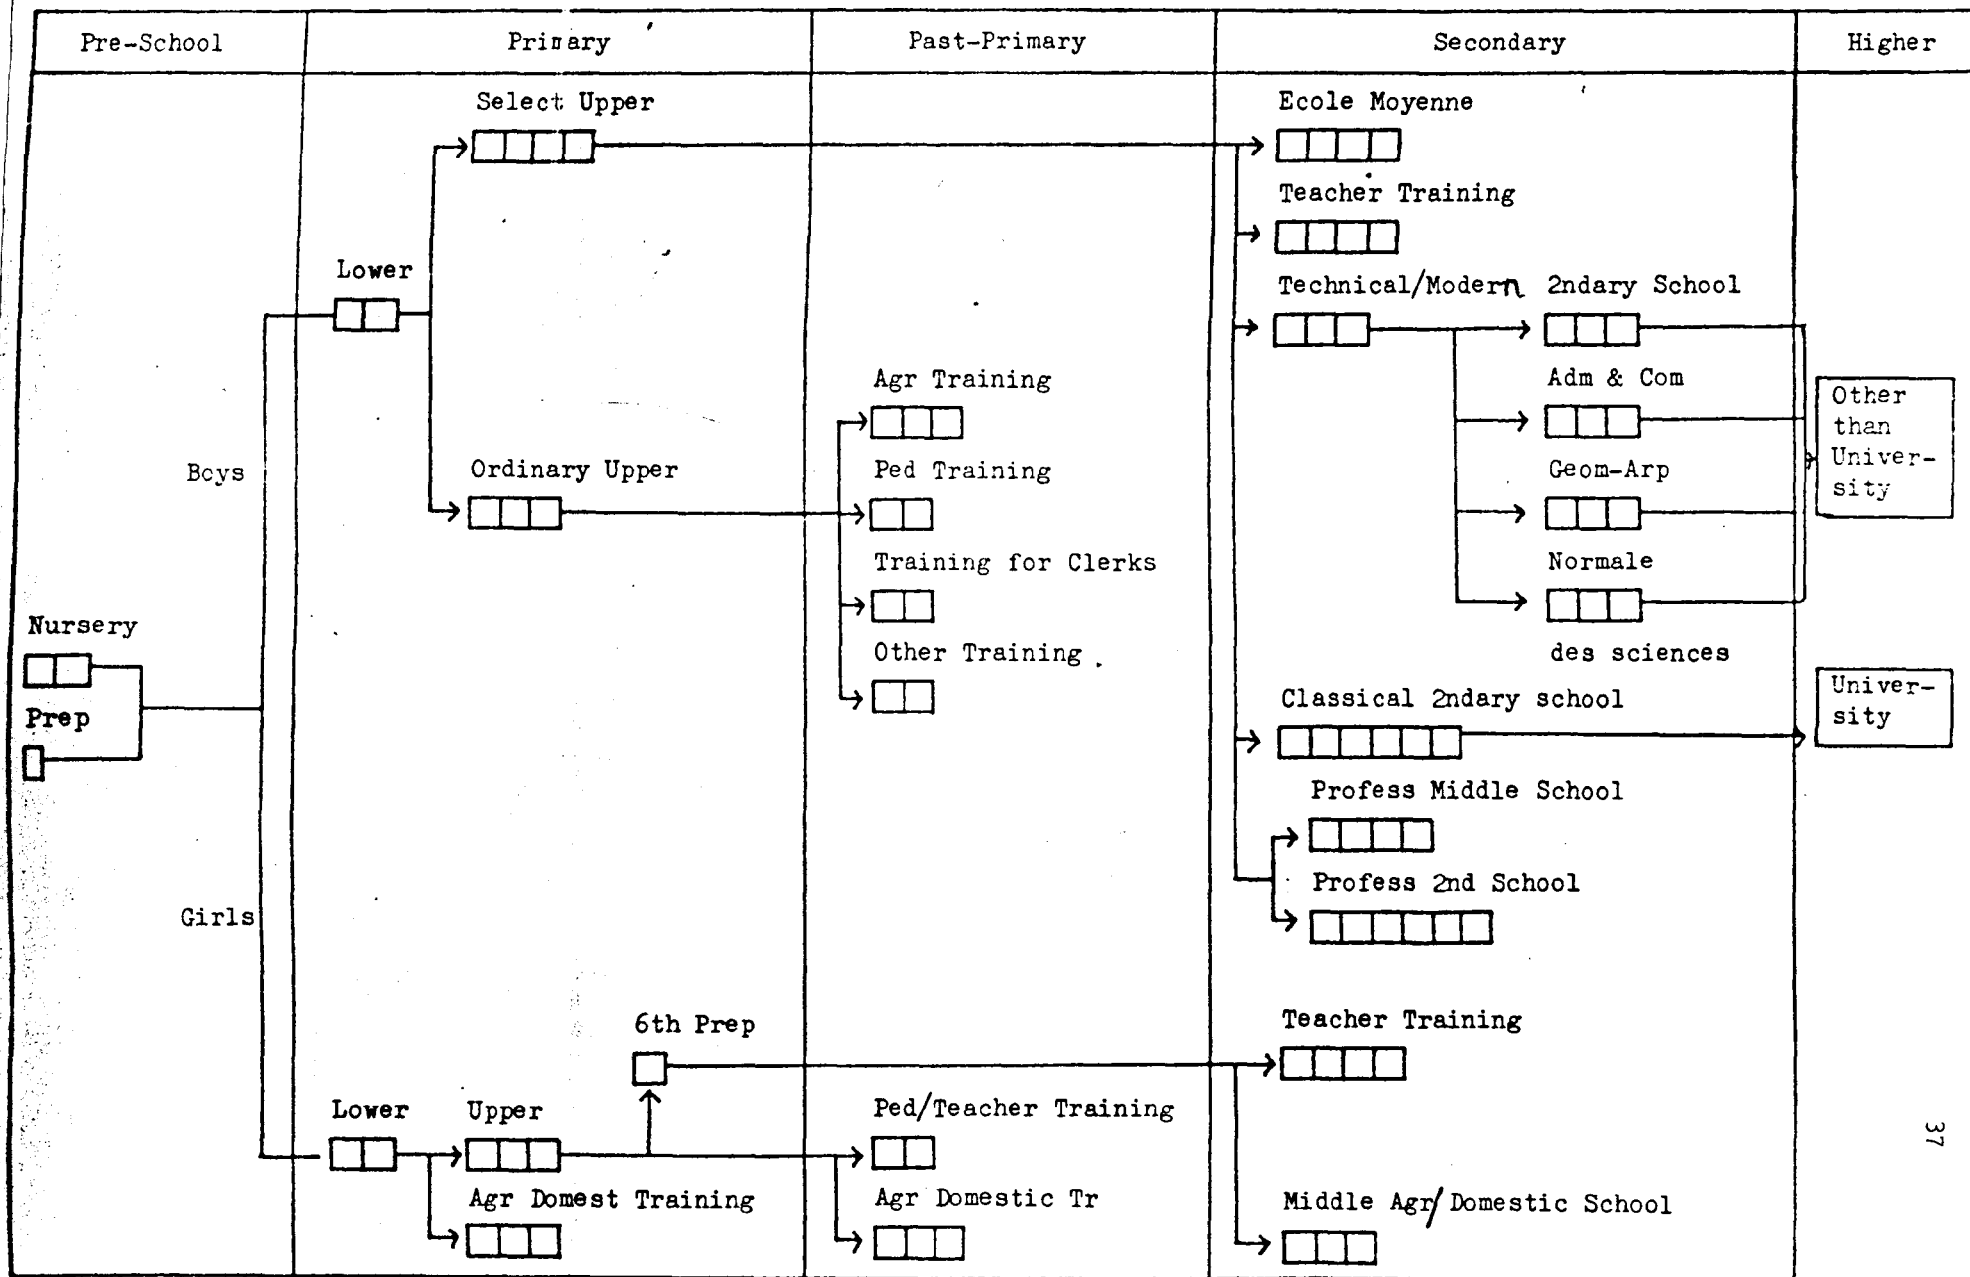 Pre-School Primary Past-Primary Secondary Higher
Select Upper
Ecole Moyenne
Teacher Training
Lower
Technical/Modern 2ndary School
Agr Training
Adm & Com
Other
than
Univer-
sity
Boys
Ordinary Upper
Ped Training
Geom-Arp
Training for Clerks
Normale
Nursery
Other Training
des sciences
Prep
Classical 2ndary school
Univer-
sity
Profess Middle School
Profess 2nd School
Girls
6th Prep
Teacher Training
Lower Upper
Ped/Teacher Training
Agr Domest Training
Agr Domestic Tr
Middle Agr/Domestic School
37